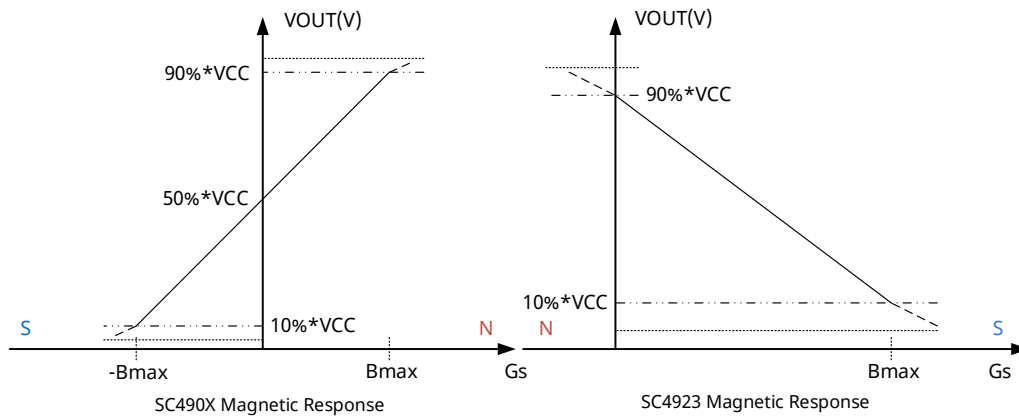 VOUT(V)
90%*VCC
50%*VCC
10%*VCC
S
N
-Bmax
Bmax
Gs
SC490X Magnetic Response
VOUT(V)
90%*VCC
10%*VCC
N
S
Bmax
Gs
SC4923 Magnetic Response